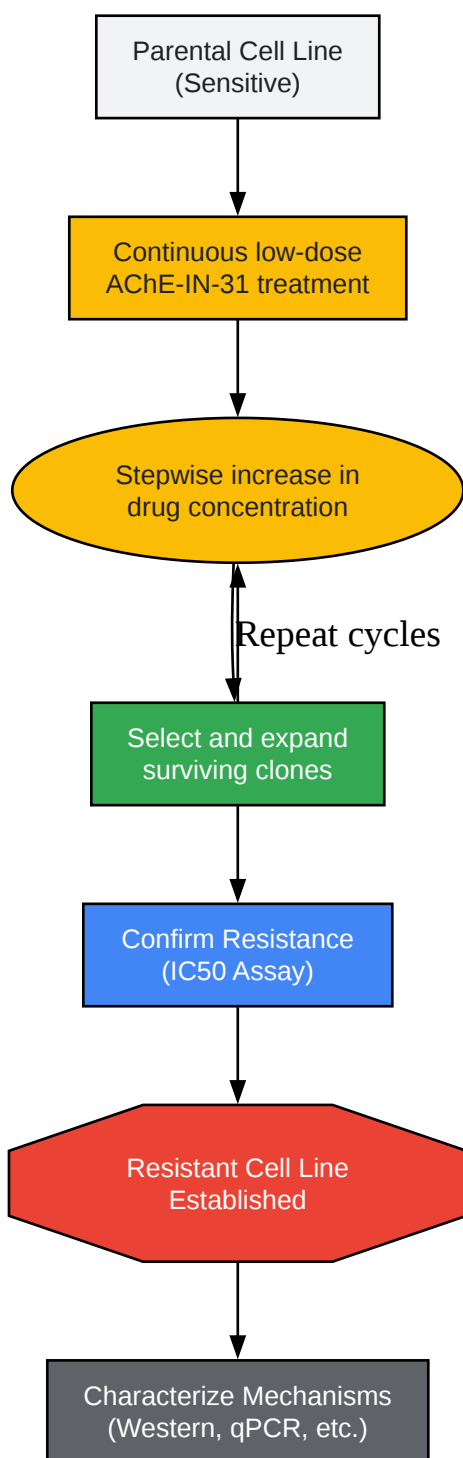 Parental Cell Line
(Sensitive)
Continuous low-dose
AChE-IN-31 treatment
Stepwise increase in
drug concentration
Repeat cycles
Select and expand
surviving clones
Confirm Resistance
(IC50 Assay)
Resistant Cell Line
Established
Characterize Mechanisms
(Western, qPCR, etc.)